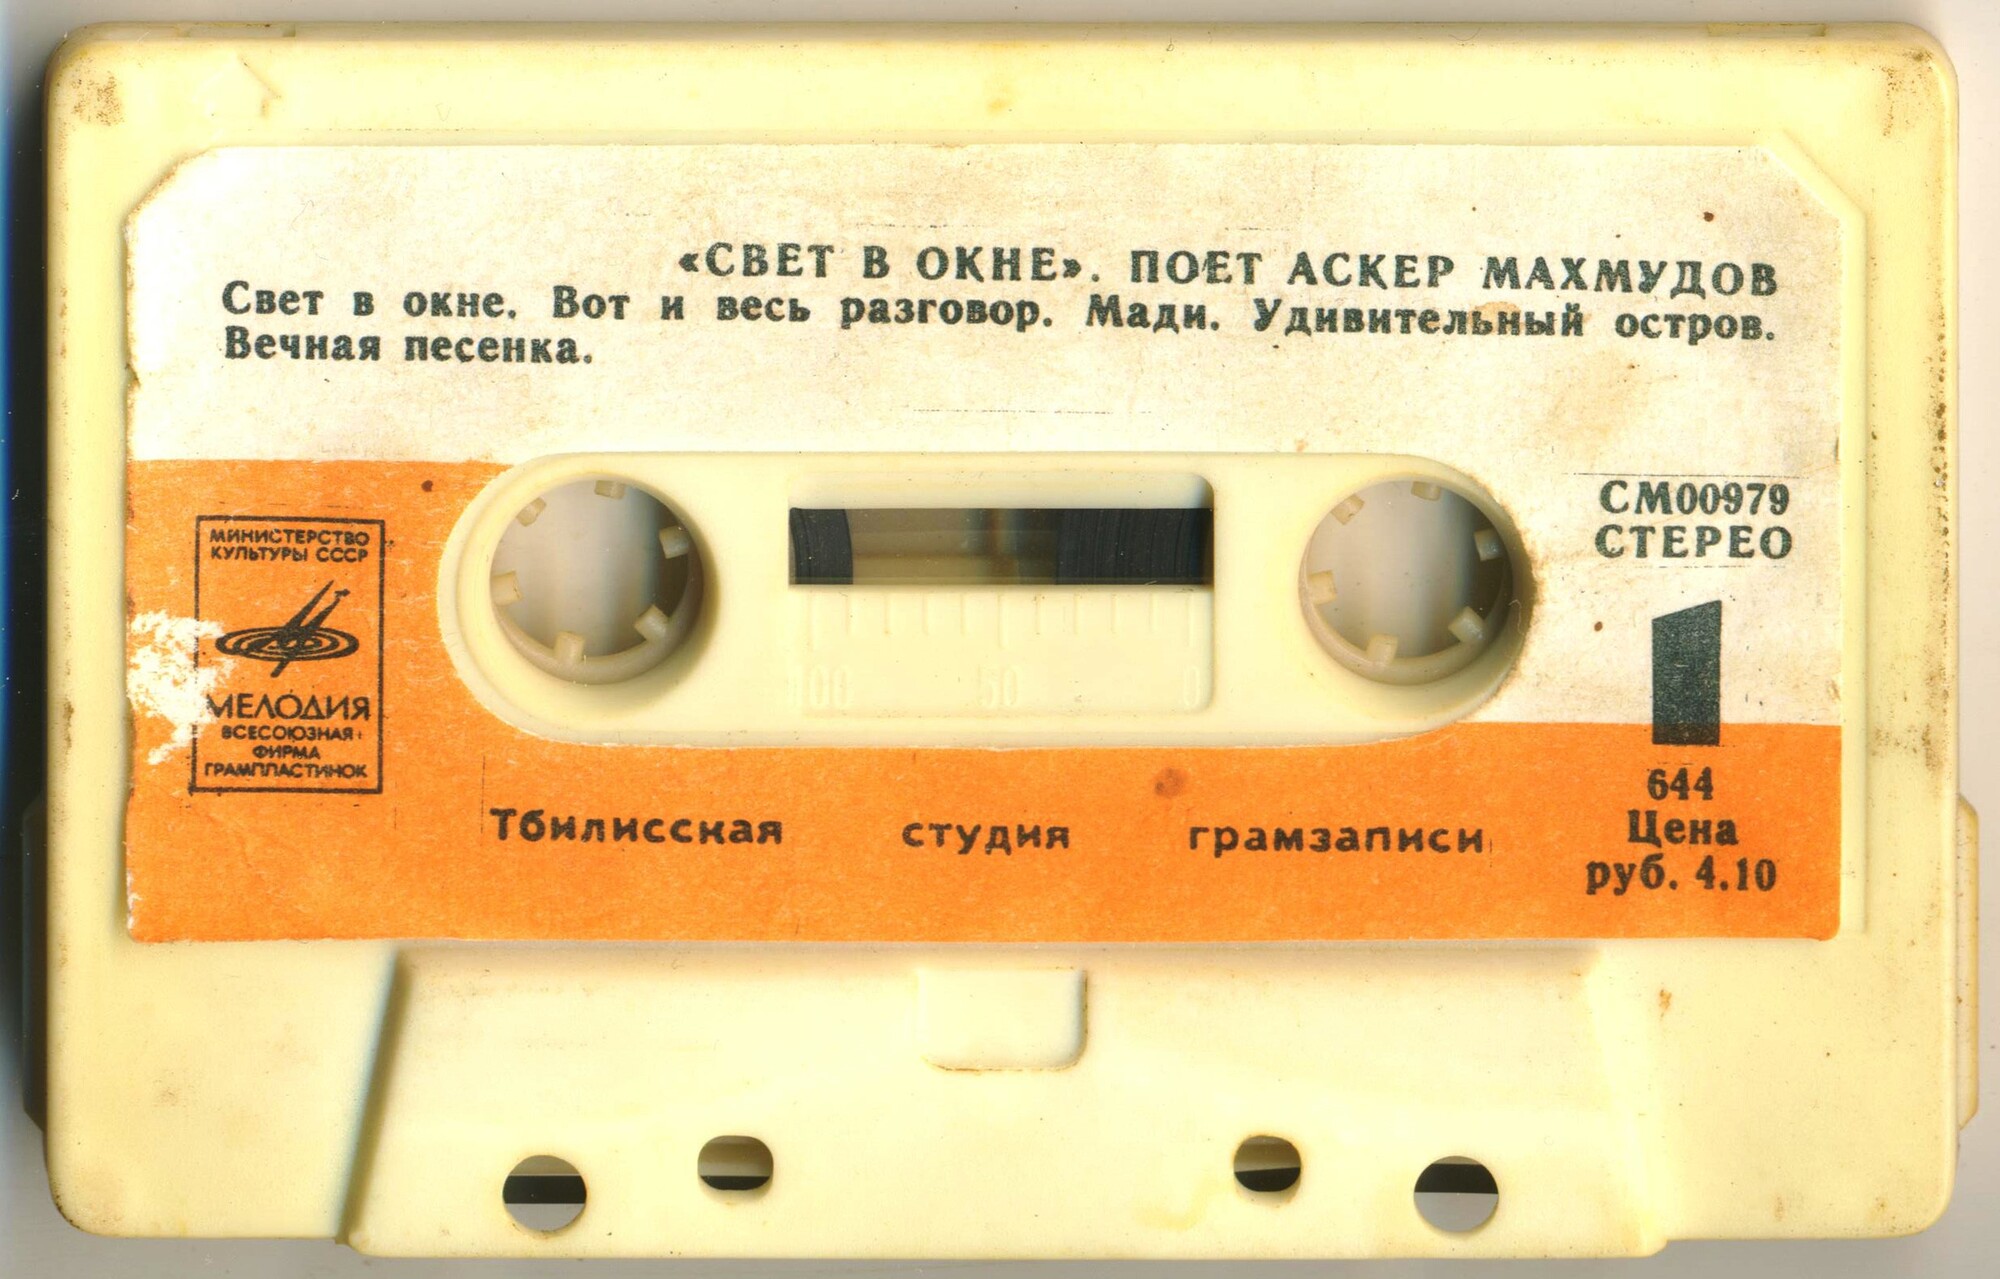 «СВЕТ В ОКНЕ». ПОЕТ АСКЕР МАХМУДОВ
Свет в окне. Вот и весь разговор. Мади. Удивительный остров.
Вечная песенка.
СМ00979
СТЕРЕО
1
МИНИСТЕРСТВО
КУЛЬТУРЫ СССР
МЕЛОДИЯ
ВСЕСОЮЗНАЯ
ФИРМА
ГРАМПЛАСТИНОК
100 50 0
Тбилисская студия грамзаписи
644
Цена
руб. 4.10